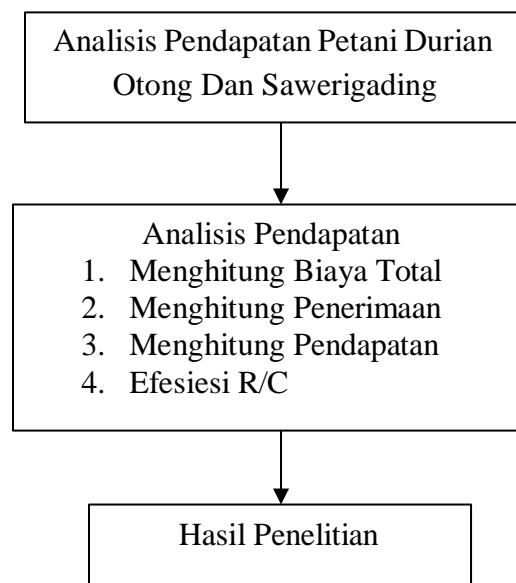 Analisis Pendapatan Petani Durian
Otong Dan Sawerigading
Analisis Pendapatan
1. Menghitung Biaya Total
2. Menghitung Penerimaan
3. Menghitung Pendapatan
4. Efesiesi R/C
Hasil Penelitian